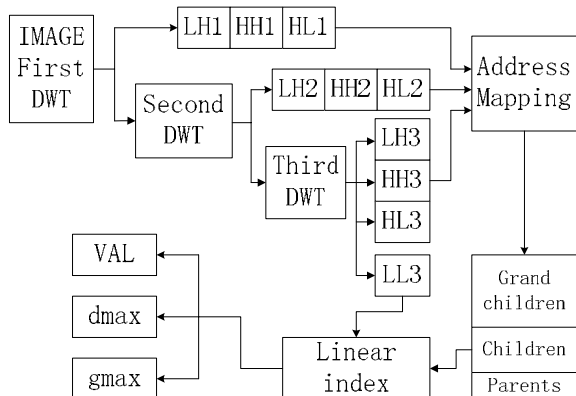 IMAGE
First
DWT
LH1 HH1 HL1
Address
Mapping
Second
DWT
LH2 HH2 HL2
Third
DWT
LH3
HH3
HL3
LL3
VAL
dmax
gmax
Linear
index
Grand
children
Children
Parents